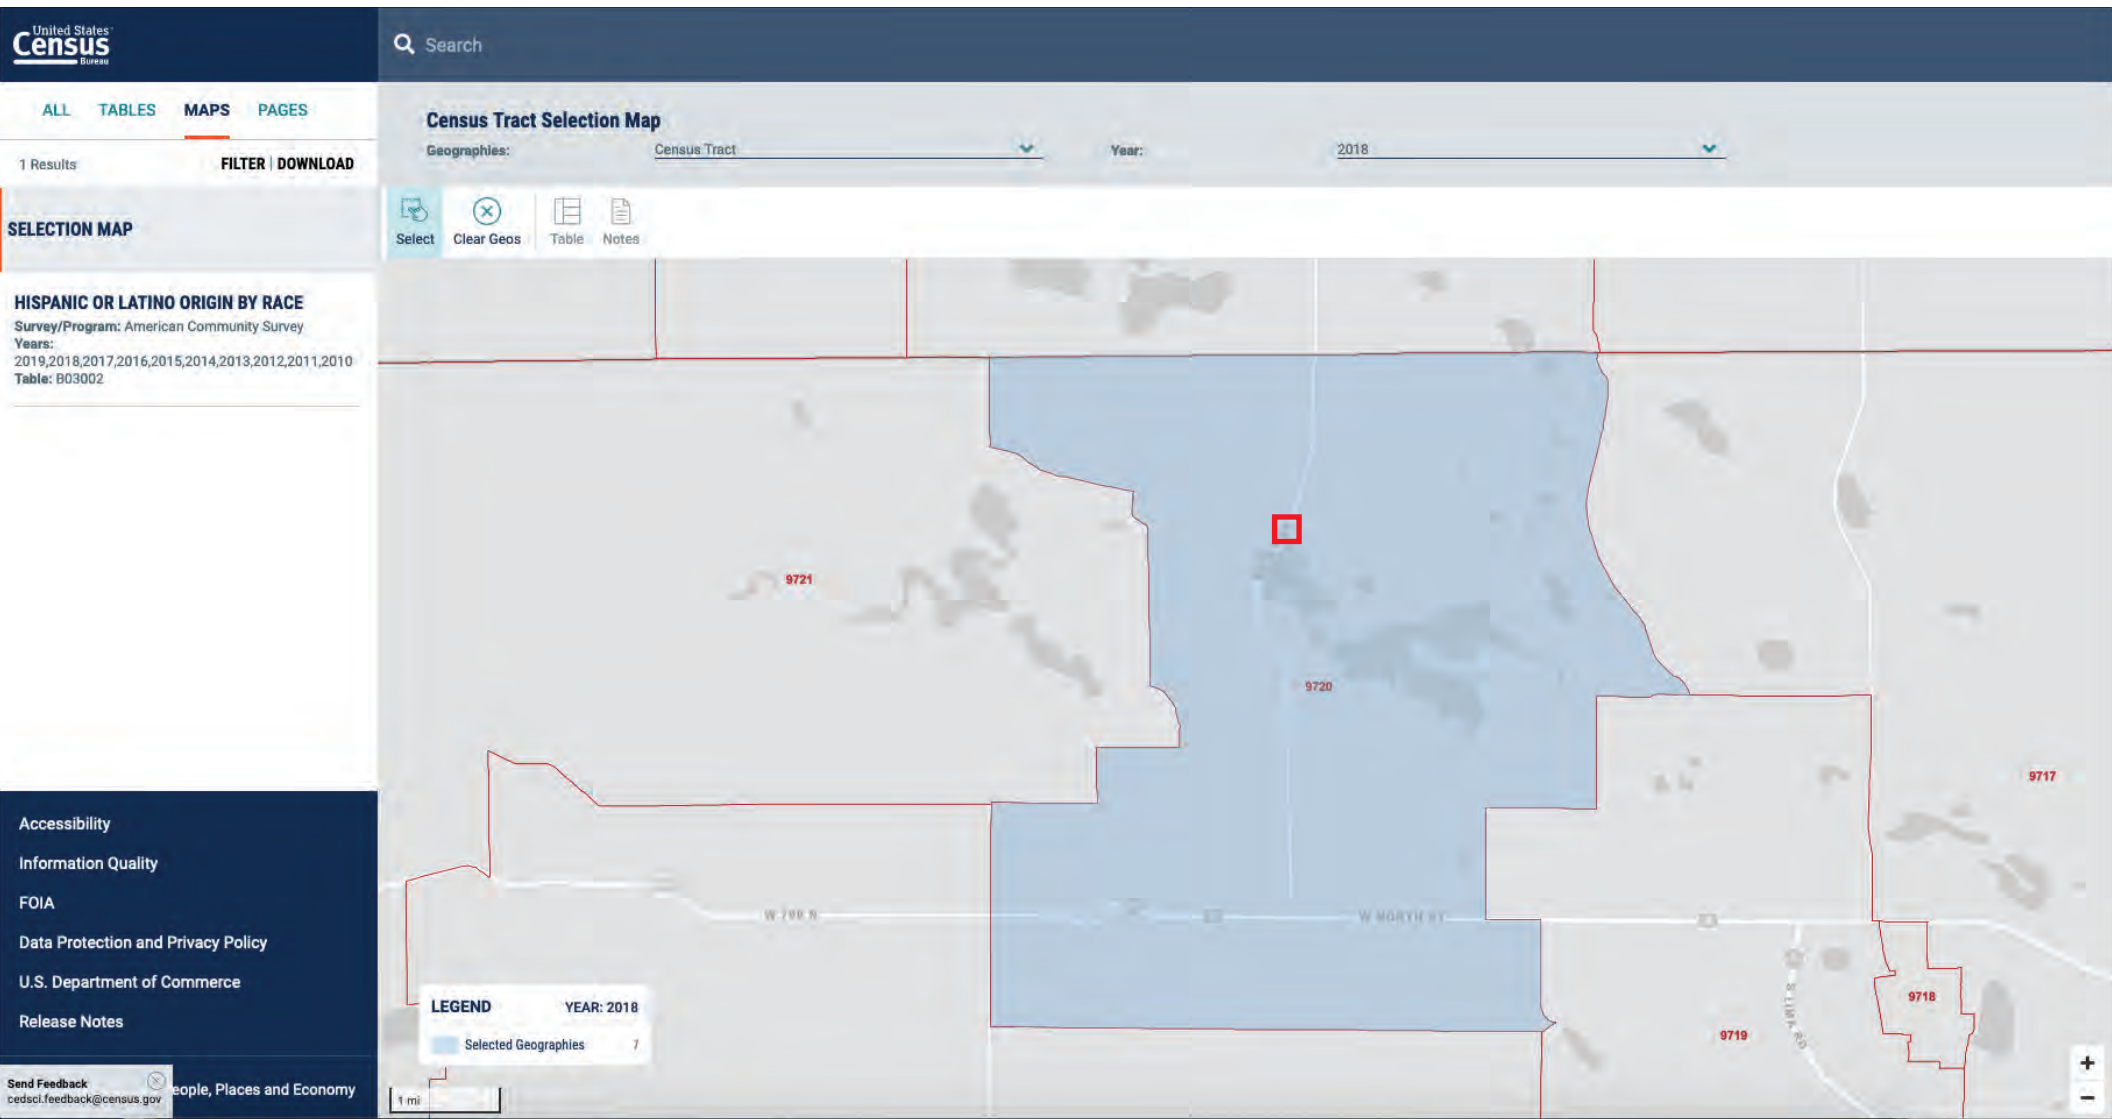 United States
Census
Bureau
Search
ALL TABLES MAPS PAGES
1 Results FILTER | DOWNLOAD
SELECTION MAP
HISPANIC OR LATINO ORIGIN BY RACE
Survey/Program: American Community Survey
Years:
2019,2018,2017,2016,2015,2014,2013,2012,2011,2010
Table: B03002
Accessibility
Information Quality
FOIA
Data Protection and Privacy Policy
U.S. Department of Commerce
Release Notes
Send Feedback
cedsci.feedback@census.gov
eople, Places and Economy
Census Tract Selection Map
Geographies: Census Tract Year: 2018
Select Clear Geos Table Notes
9721
9720
9717
W 700 N
W NORTH ST
S LIMA RD
9718
9719
LEGEND YEAR: 2018
Selected Geographies 7
1 mi
+
−